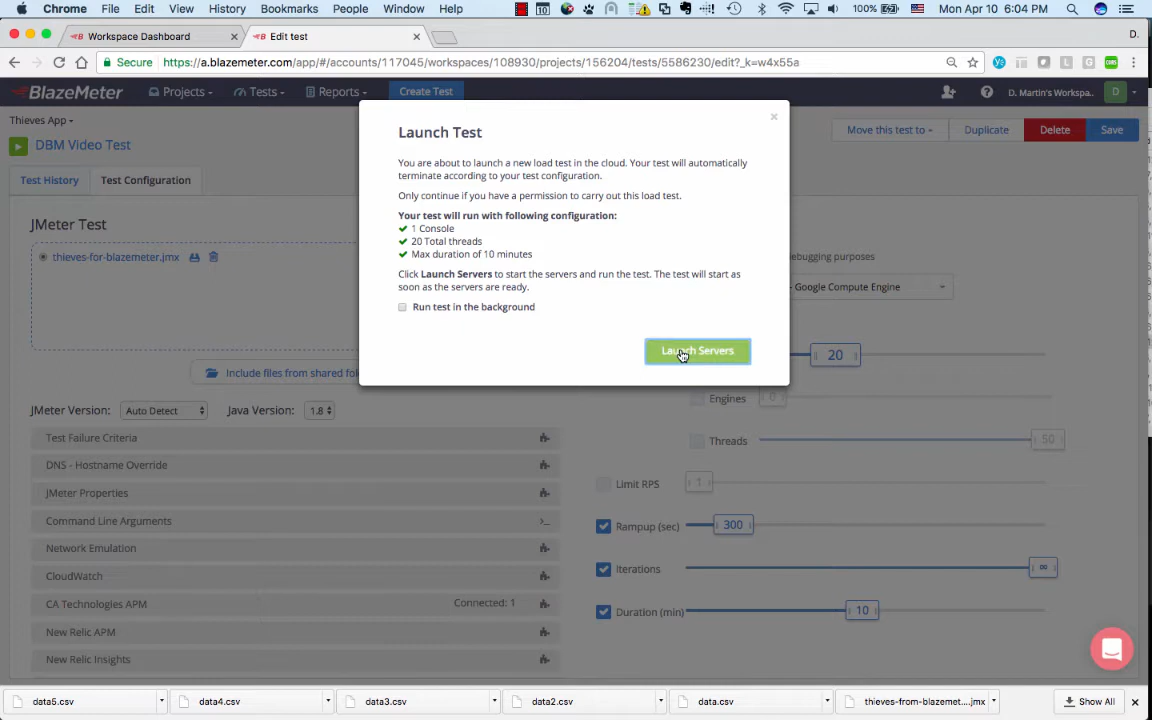 Chrome File Edit View History Bookmarks People Window Help
100% Mon Apr 10 6:04 PM
Workspace Dashboard
Edit test
D.
Secure https://a.blazemeter.com/app/#/accounts/117045/workspaces/108930/projects/156204/tests/5586230/edit?_k=w4x55a
BlazeMeter Projects Tests Reports Create Test D. Martin's Workspa.. D
Thieves App
DBM Video Test
Move this test to Duplicate Delete Save
Test History Test Configuration
JMeter Test
thieves-for-blazemeter.jmx
Include files from shared fol
JMeter Version: Auto Detect Java Version: 1.8
Test Failure Criteria
DNS - Hostname Override
JMeter Properties
Command Line Arguments
Network Emulation
CloudWatch
CA Technologies APM Connected: 1
New Relic APM
New Relic Insights
Launch Test
You are about to launch a new load test in the cloud. Your test will automatically
terminate according to your test configuration.
Only continue if you have a permission to carry out this load test.
Your test will run with following configuration:
1 Console
20 Total threads
Max duration of 10 minutes
Click Launch Servers to start the servers and run the test. The test will start as
soon as the servers are ready.
Run test in the background
Launch Servers
debugging purposes
- Google Compute Engine
20
Engines 0
Threads 50
Limit RPS 1
Rampup (sec) 300
Iterations ∞
Duration (min) 10
data5.csv data4.csv data3.csv data2.csv data.csv thieves-from-blazemet....jmx Show All